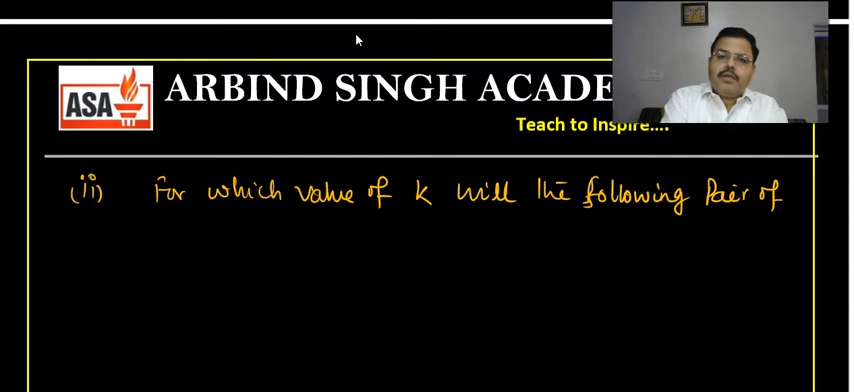 ASA
ARBIND SINGH ACADE
Teach to Inspire....
(ii) For which value of k will the following Pair of